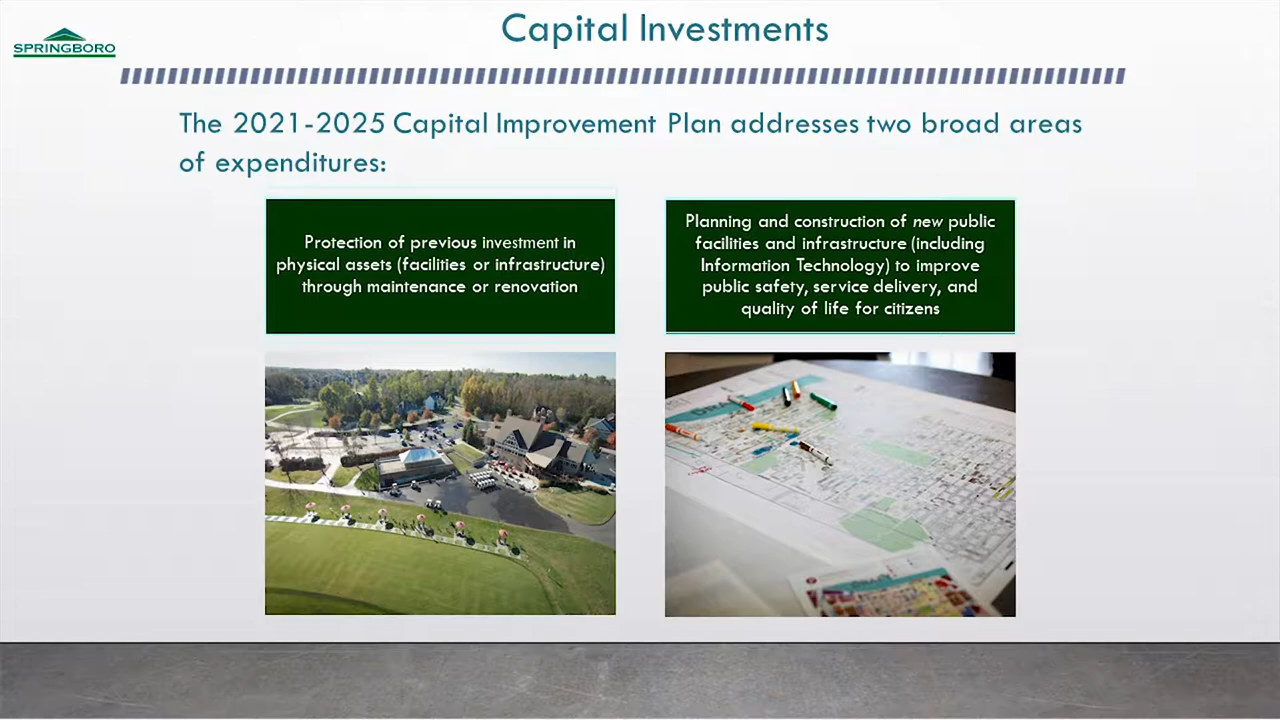 Capital Investments
SPRINGBORO
The 2021-2025 Capital Improvement Plan addresses two broad areas
of expenditures:
Protection of previous investment in
physical assets (facilities or infrastructure)
through maintenance or renovation
Planning and construction of new public
facilities and infrastructure (including
Information Technology) to improve
public safety, service delivery, and
quality of life for citizens